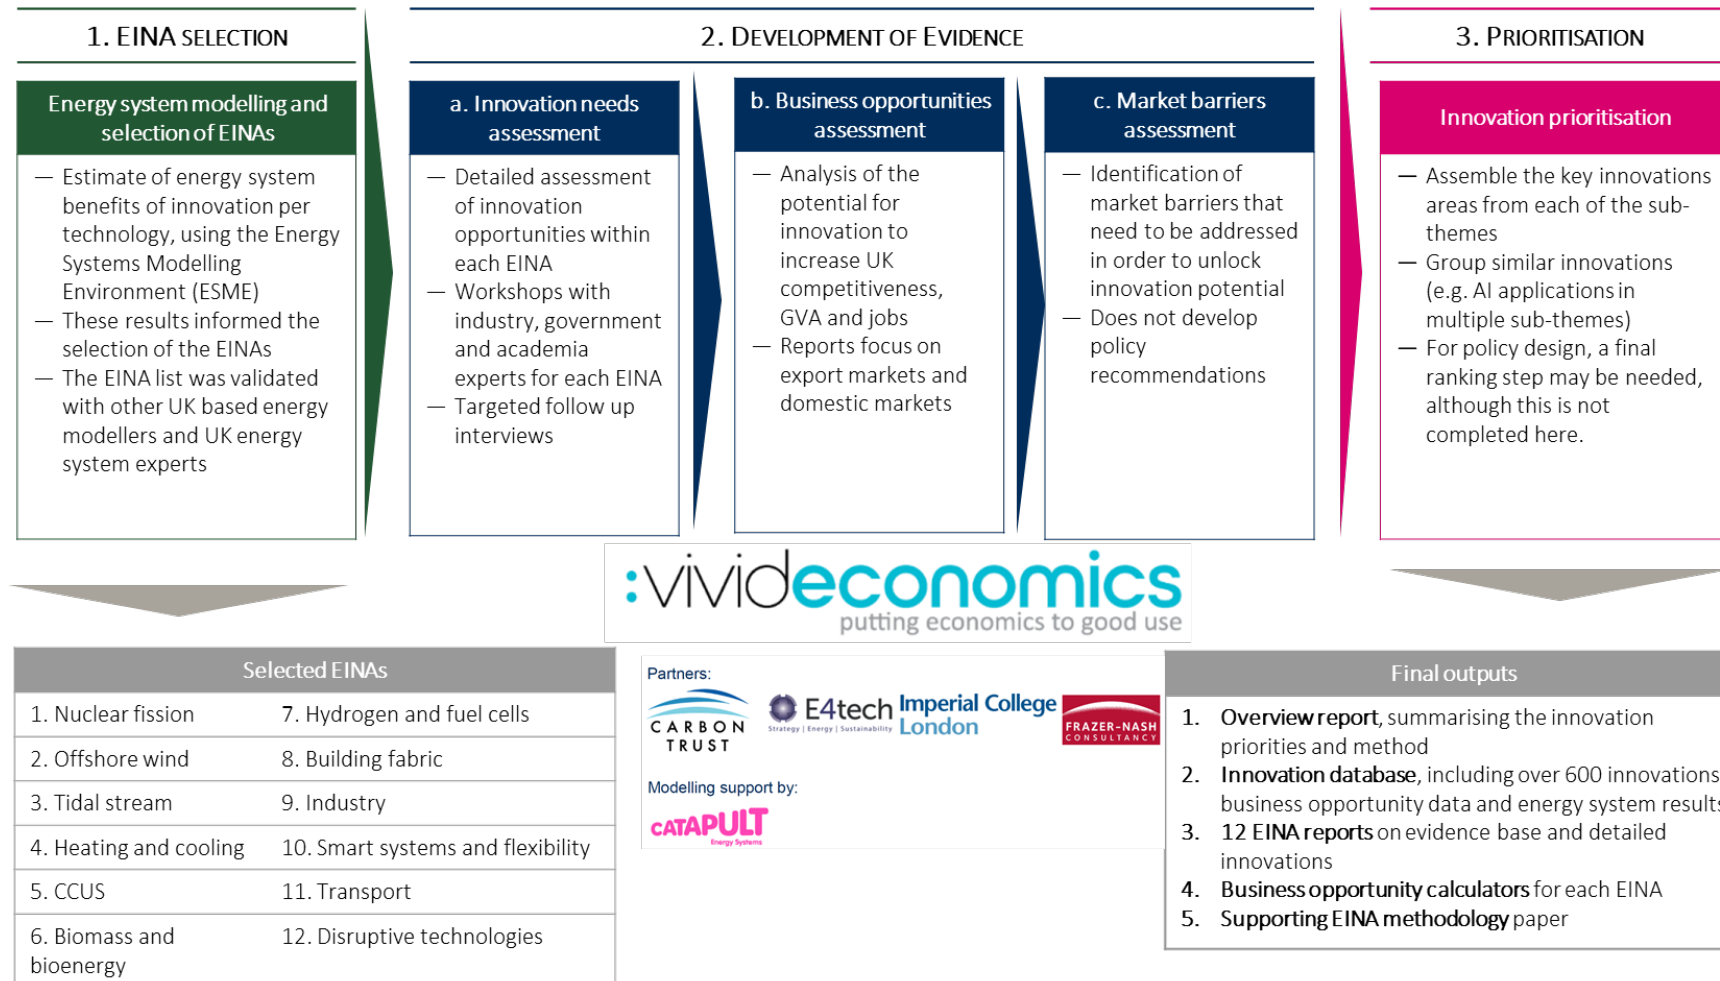 1. EINA SELECTION
2. DEVELOPMENT OF EVIDENCE
3. PRIORITISATION
Energy system modelling and
selection of EINAs
— Estimate of energy system
benefits of innovation per
technology, using the Energy
Systems Modelling
Environment (ESME)
— These results informed the
selection of the EINAs
— The EINA list was validated
with other UK based energy
modellers and UK energy
system experts
a. Innovation needs
assessment
— Detailed assessment
of innovation
opportunities within
each EINA
— Workshops with
industry, government
and academia
experts for each EINA
— Targeted follow up
interviews
b. Business opportunities
assessment
— Analysis of the
potential for
innovation to
increase UK
competitiveness,
GVA and jobs
— Reports focus on
export markets and
domestic markets
c. Market barriers
assessment
— Identification of
market barriers that
need to be addressed
in order to unlock
innovation potential
— Does not develop
policy
recommendations
Innovation prioritisation
— Assemble the key innovations
areas from each of the sub-
themes
— Group similar innovations
(e.g. AI applications in
multiple sub-themes)
— For policy design, a final
ranking step may be needed,
although this is not
completed here.
:vivideconomics
putting economics to good use
Selected EINAs
1. Nuclear fission
7. Hydrogen and fuel cells
2. Offshore wind
8. Building fabric
3. Tidal stream
9. Industry
4. Heating and cooling
10. Smart systems and flexibility
5. CCUS
11. Transport
6. Biomass and
bioenergy
12. Disruptive technologies
Partners:
CARBON
TRUST
E4tech
Strategy | Energy | Sustainability
Imperial College
London
FRAZER-NASH
CONSULTANCY
Modelling support by:
CATAPULT
Energy Systems
Final outputs
1. Overview report, summarising the innovation
priorities and method
2. Innovation database, including over 600 innovations
business opportunity data and energy system results
3. 12 EINA reports on evidence base and detailed
innovations
4. Business opportunity calculators for each EINA
5. Supporting EINA methodology paper